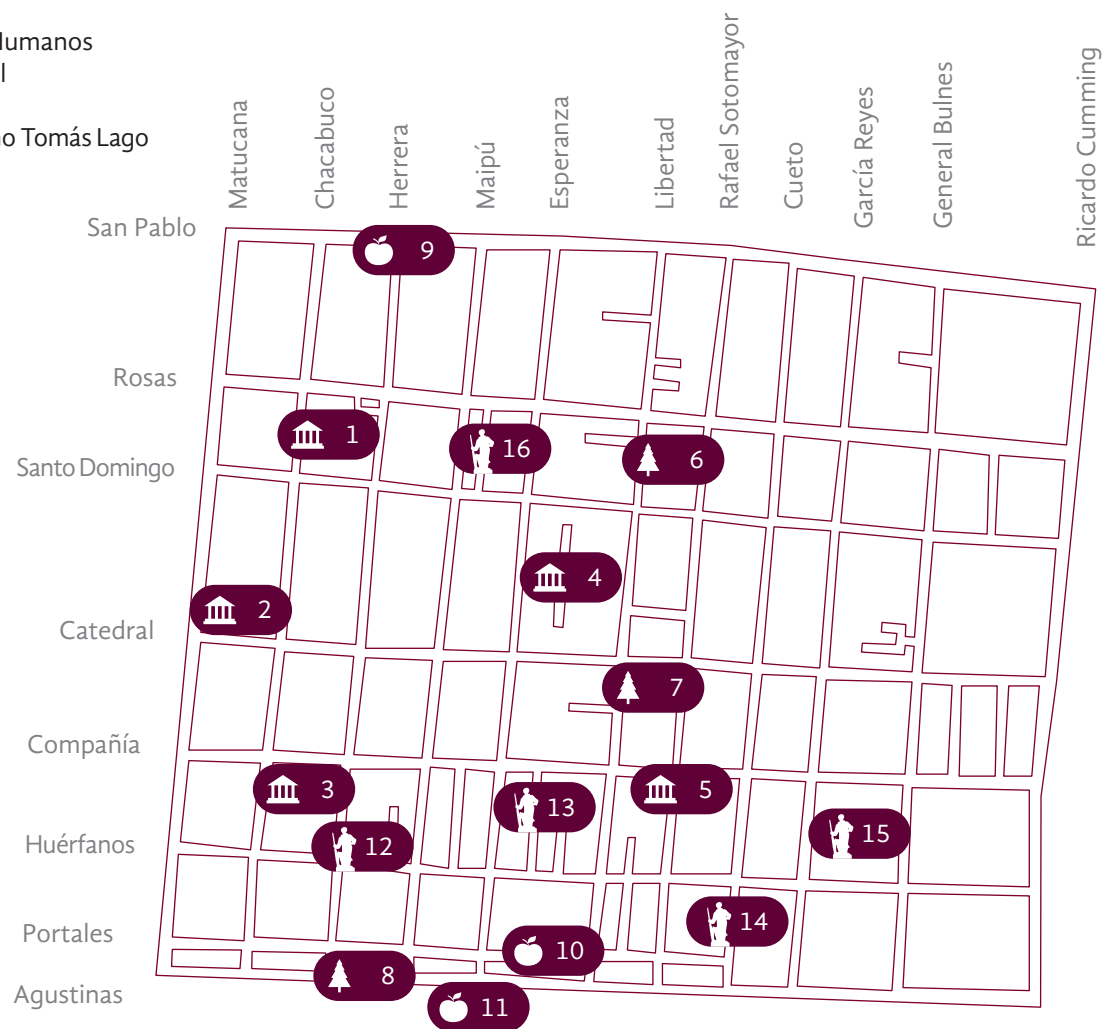 Humanos
l
no Tomás Lago
Matucana
Chacabuco
Herrera
Maipú
Esperanza
Libertad
Rafael Sotomayor
Cueto
García Reyes
General Bulnes
Ricardo Cumming
San Pablo
9
Rosas
1
16
6
Santo Domingo
4
2
Catedral
7
Compañía
3
5
13
15
12
Huérfanos
14
Portales
10
8
Agustinas
11